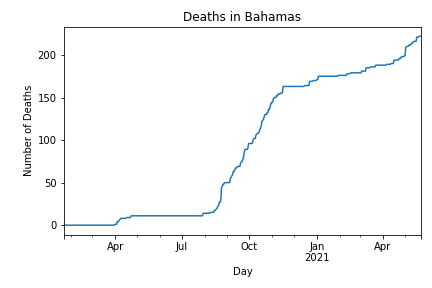 Deaths in Bahamas
Number of Deaths
200
150
100
50
0
Apr
Jul
Oct
Jan
2021
Apr
Day